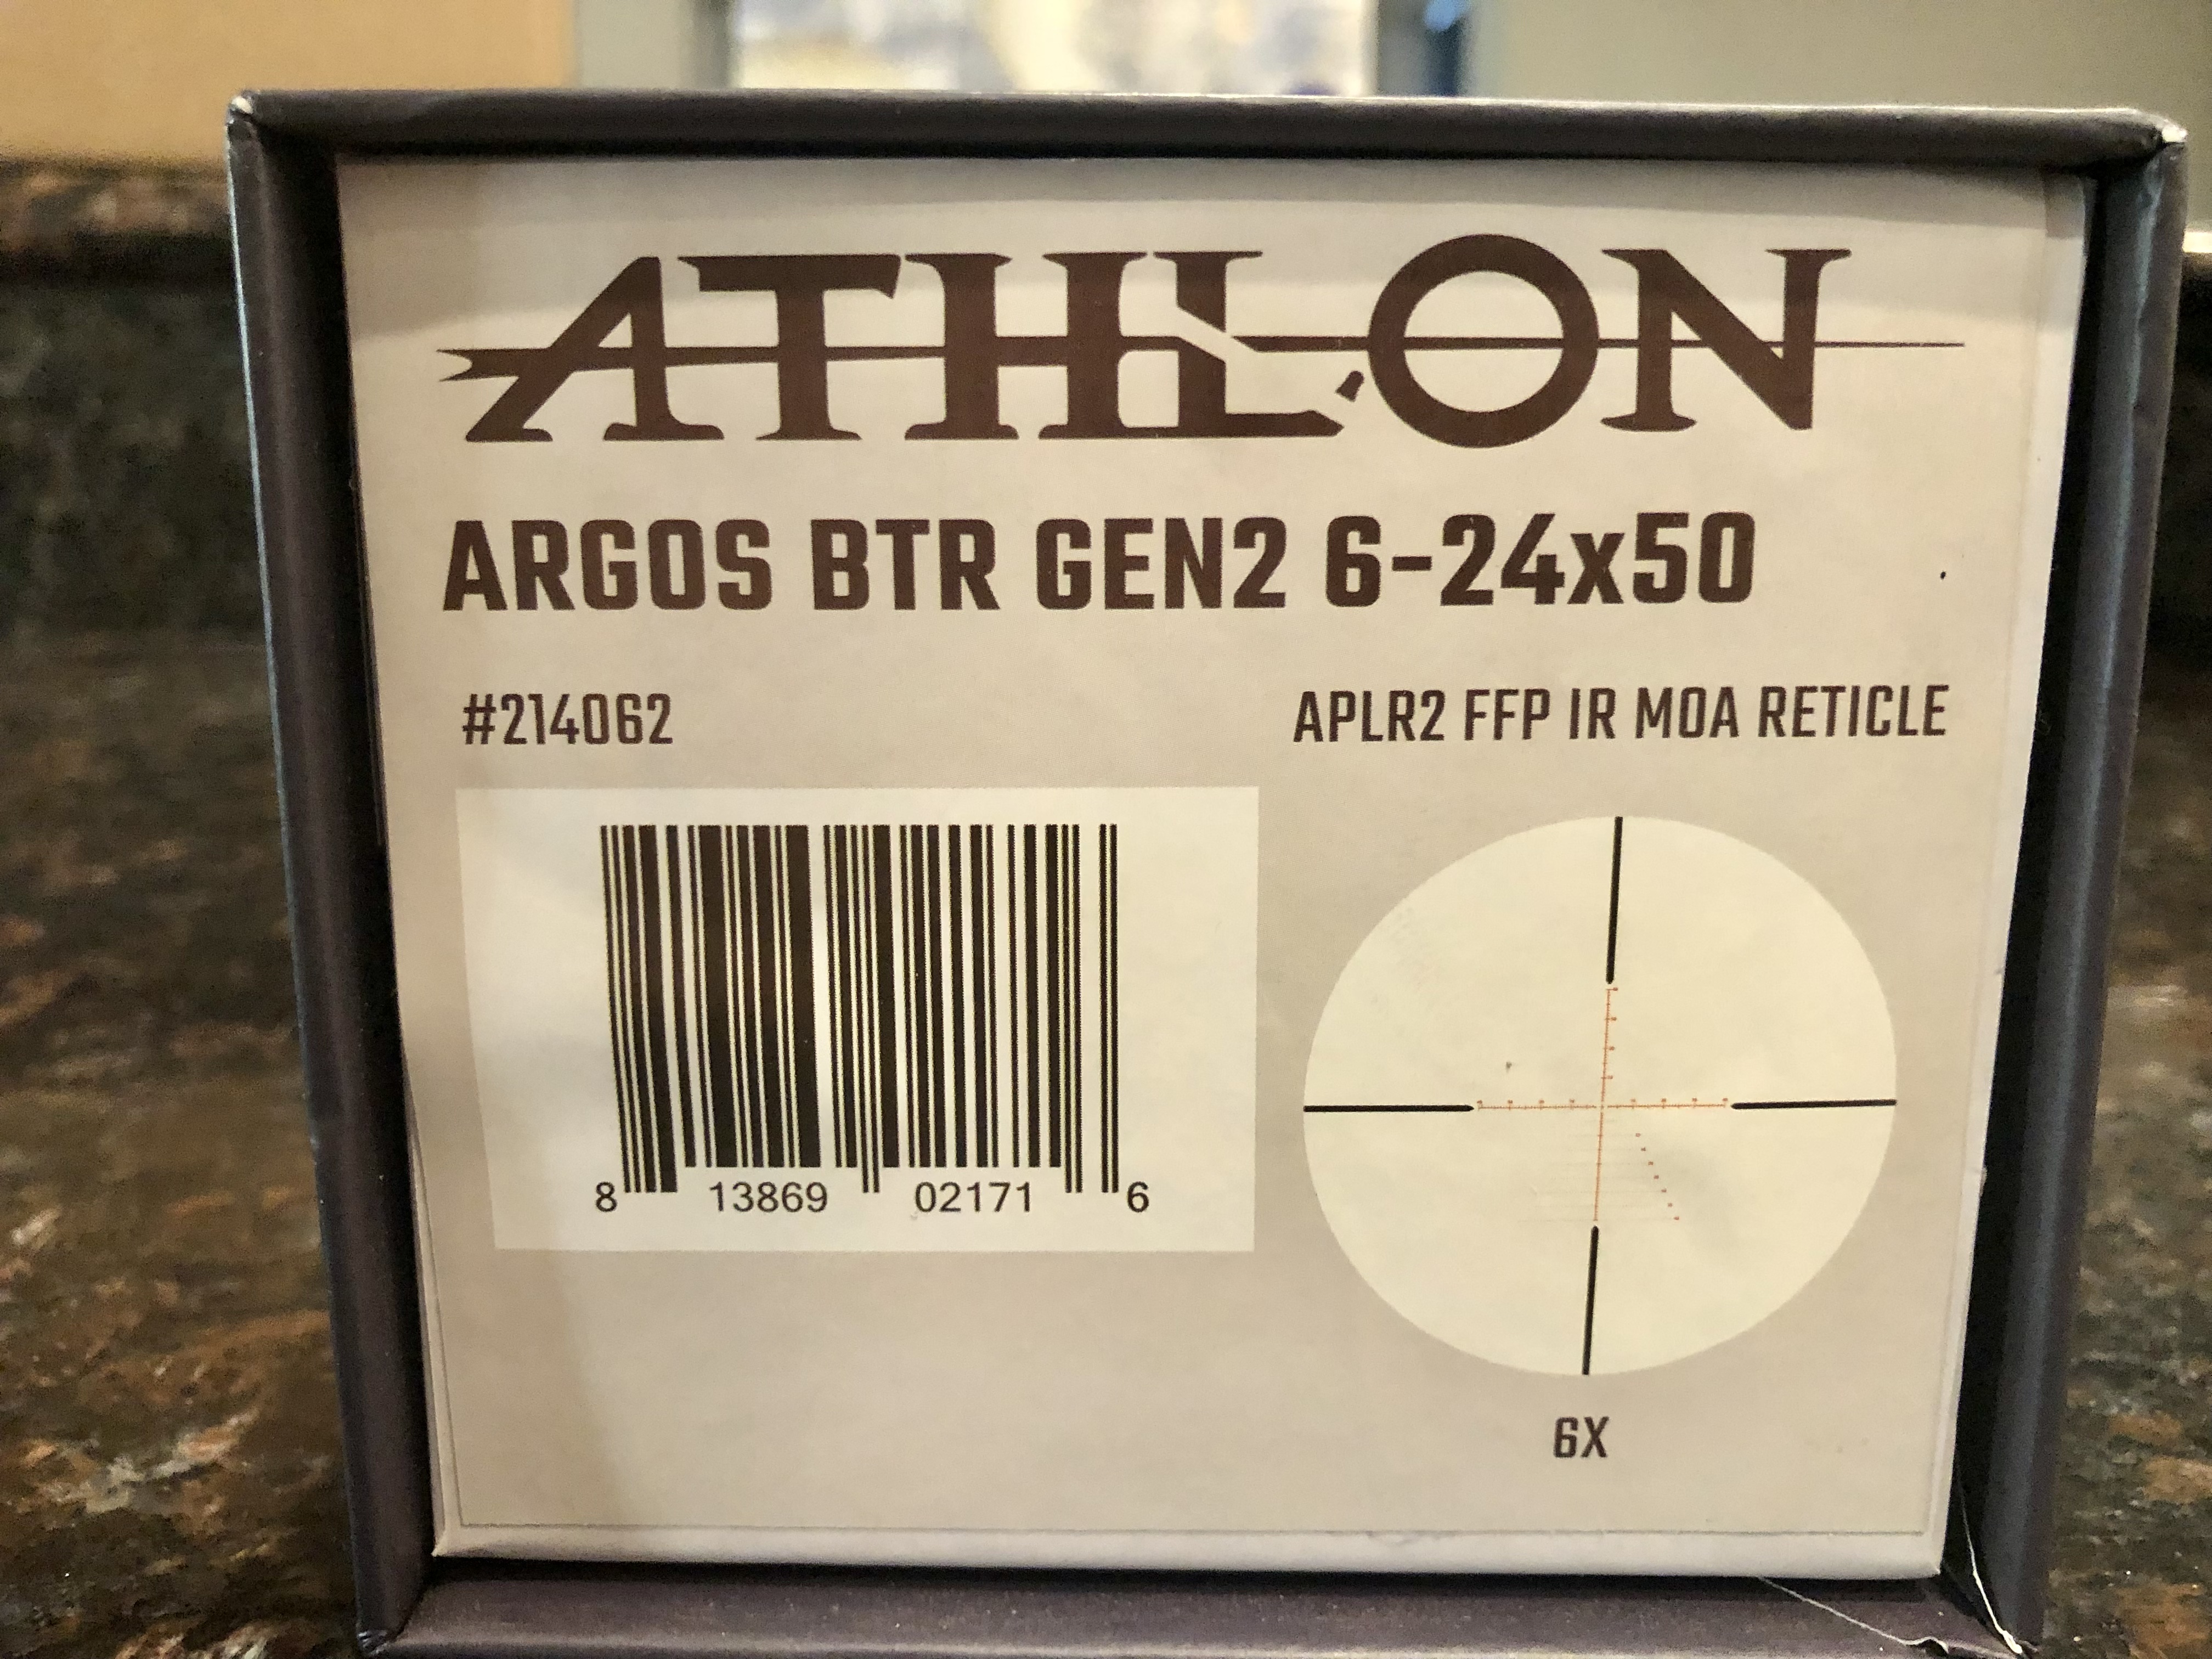 ATHLON
ARGOS BTR GEN2 6-24x50
#214062
APLR2 FFP IR MOA RETICLE
8 13869 02171 6
6X